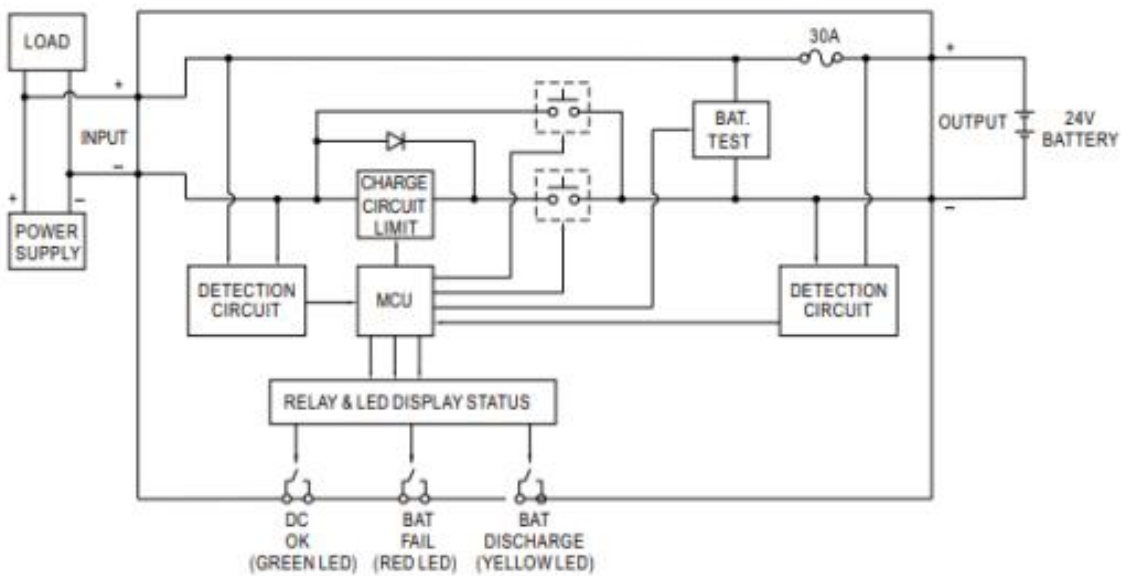 LOAD
30A
+
+
INPUT
BAT.
TEST
OUTPUT
24V
BATTERY
–
CHARGE
CIRCUIT
LIMIT
+
–
–
POWER
SUPPLY
DETECTION
CIRCUIT
MCU
DETECTION
CIRCUIT
RELAY & LED DISPLAY STATUS
DC
OK
(GREEN LED)
BAT
FAIL
(RED LED)
BAT
DISCHARGE
(YELLOW LED)